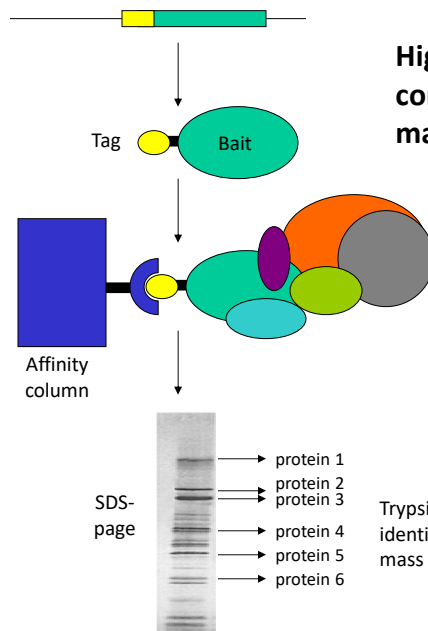 Hig
con
ma
Tag
Bait
Affinity
column
SDS-
page
protein 1
protein 2
protein 3
protein 4
protein 5
protein 6
Trypsi
identi
mass